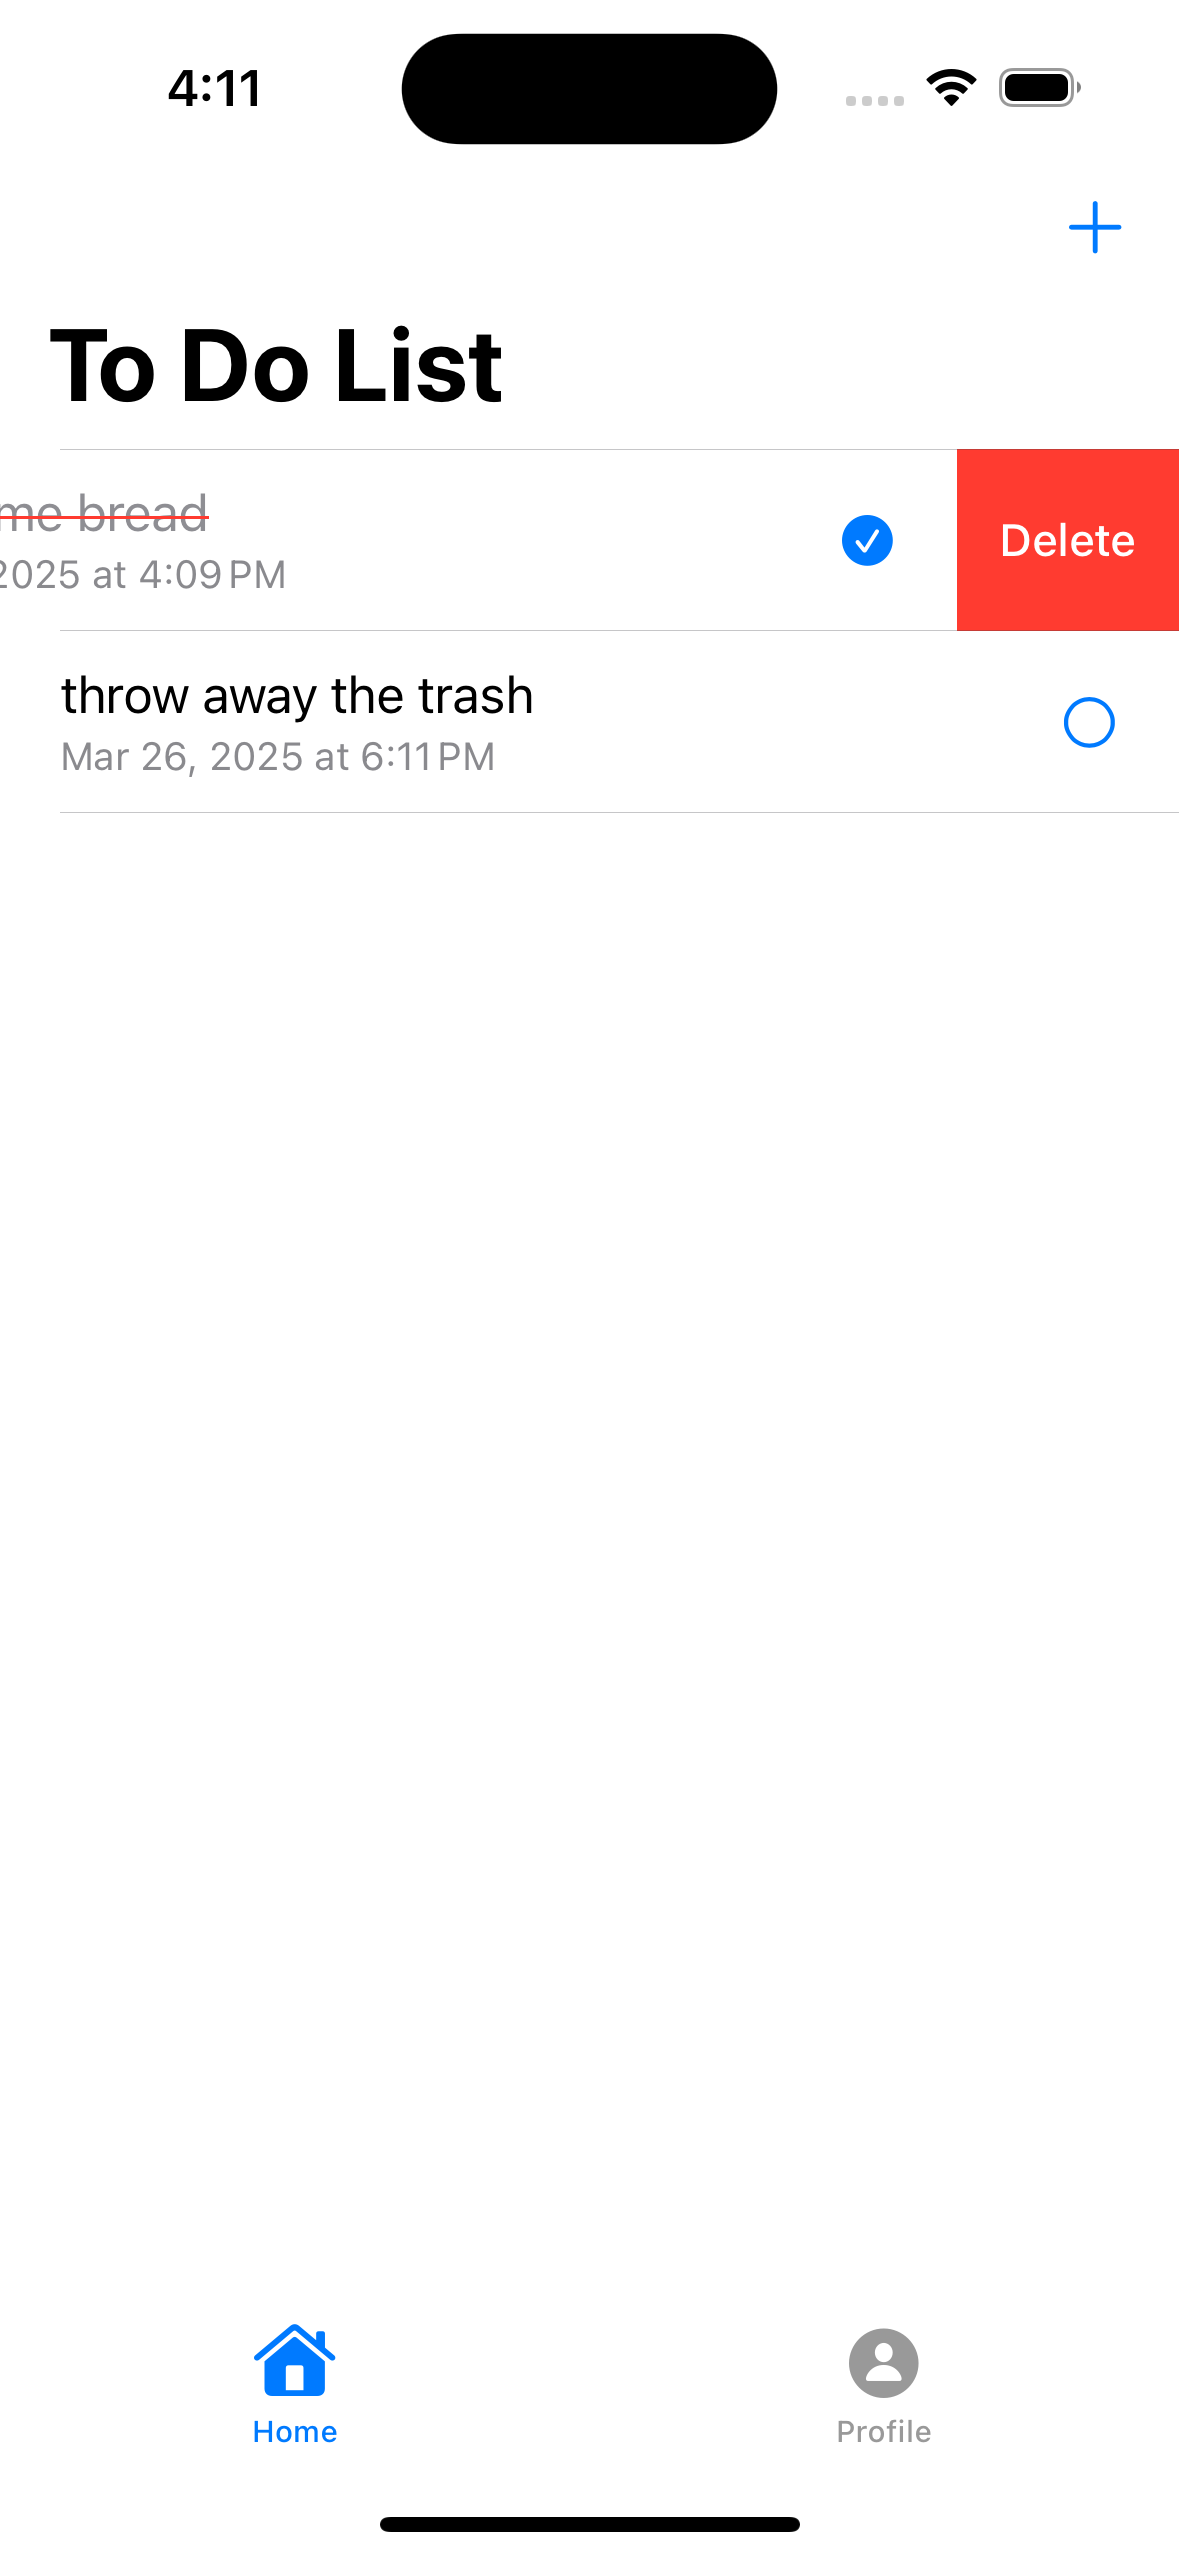 4:11
To Do List
me bread
2025 at 4:09 PM
Delete
throw away the trash
Mar 26, 2025 at 6:11 PM
Home
Profile